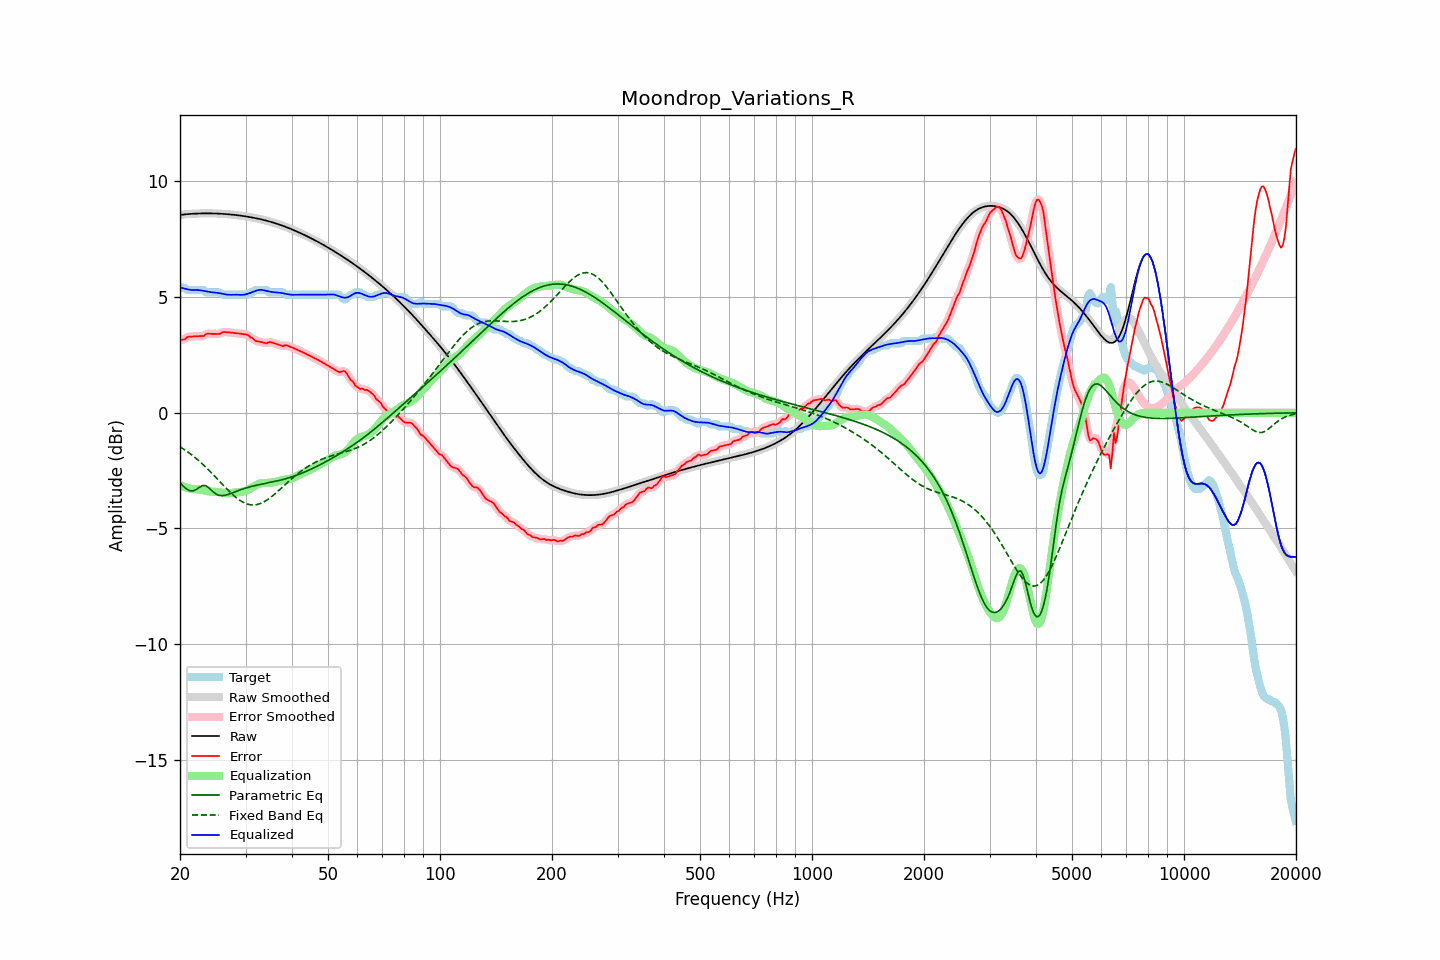 Moondrop_Variations_R
Amplitude (dBr)
10
5
0
−5
−10
−15
Target
Raw Smoothed
Error Smoothed
Raw
Error
Equalization
Parametric Eq
Fixed Band Eq
Equalized
20 50 100 200 500 1000 2000 5000 10000 20000
Frequency (Hz)